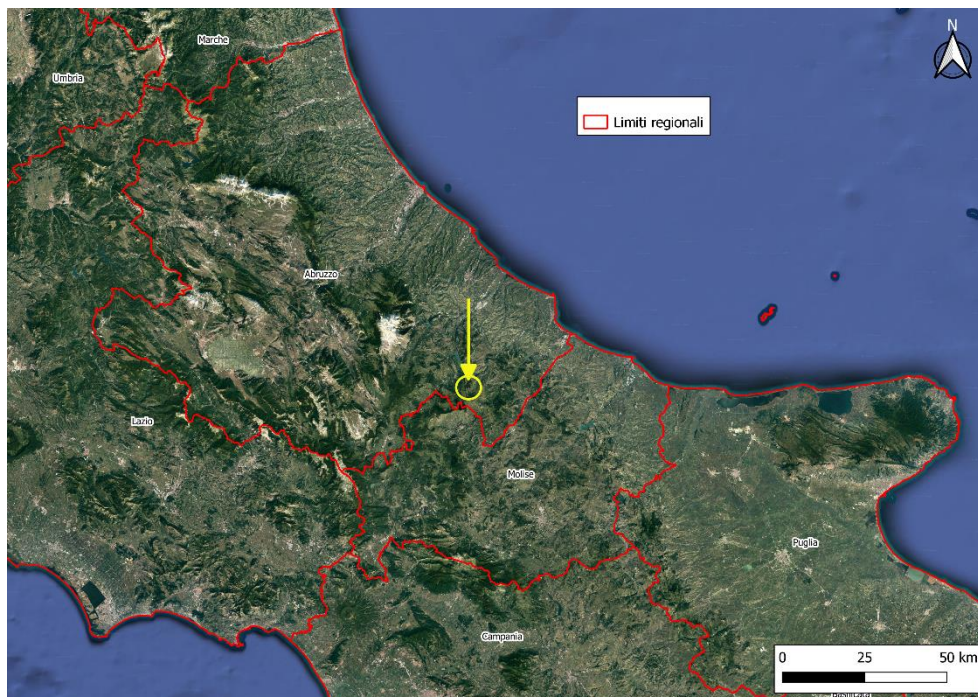 Marche
N
Umbria
Limiti regionali
Abruzzo
Lazio
Molise
Puglia
Campania
0 25 50 km